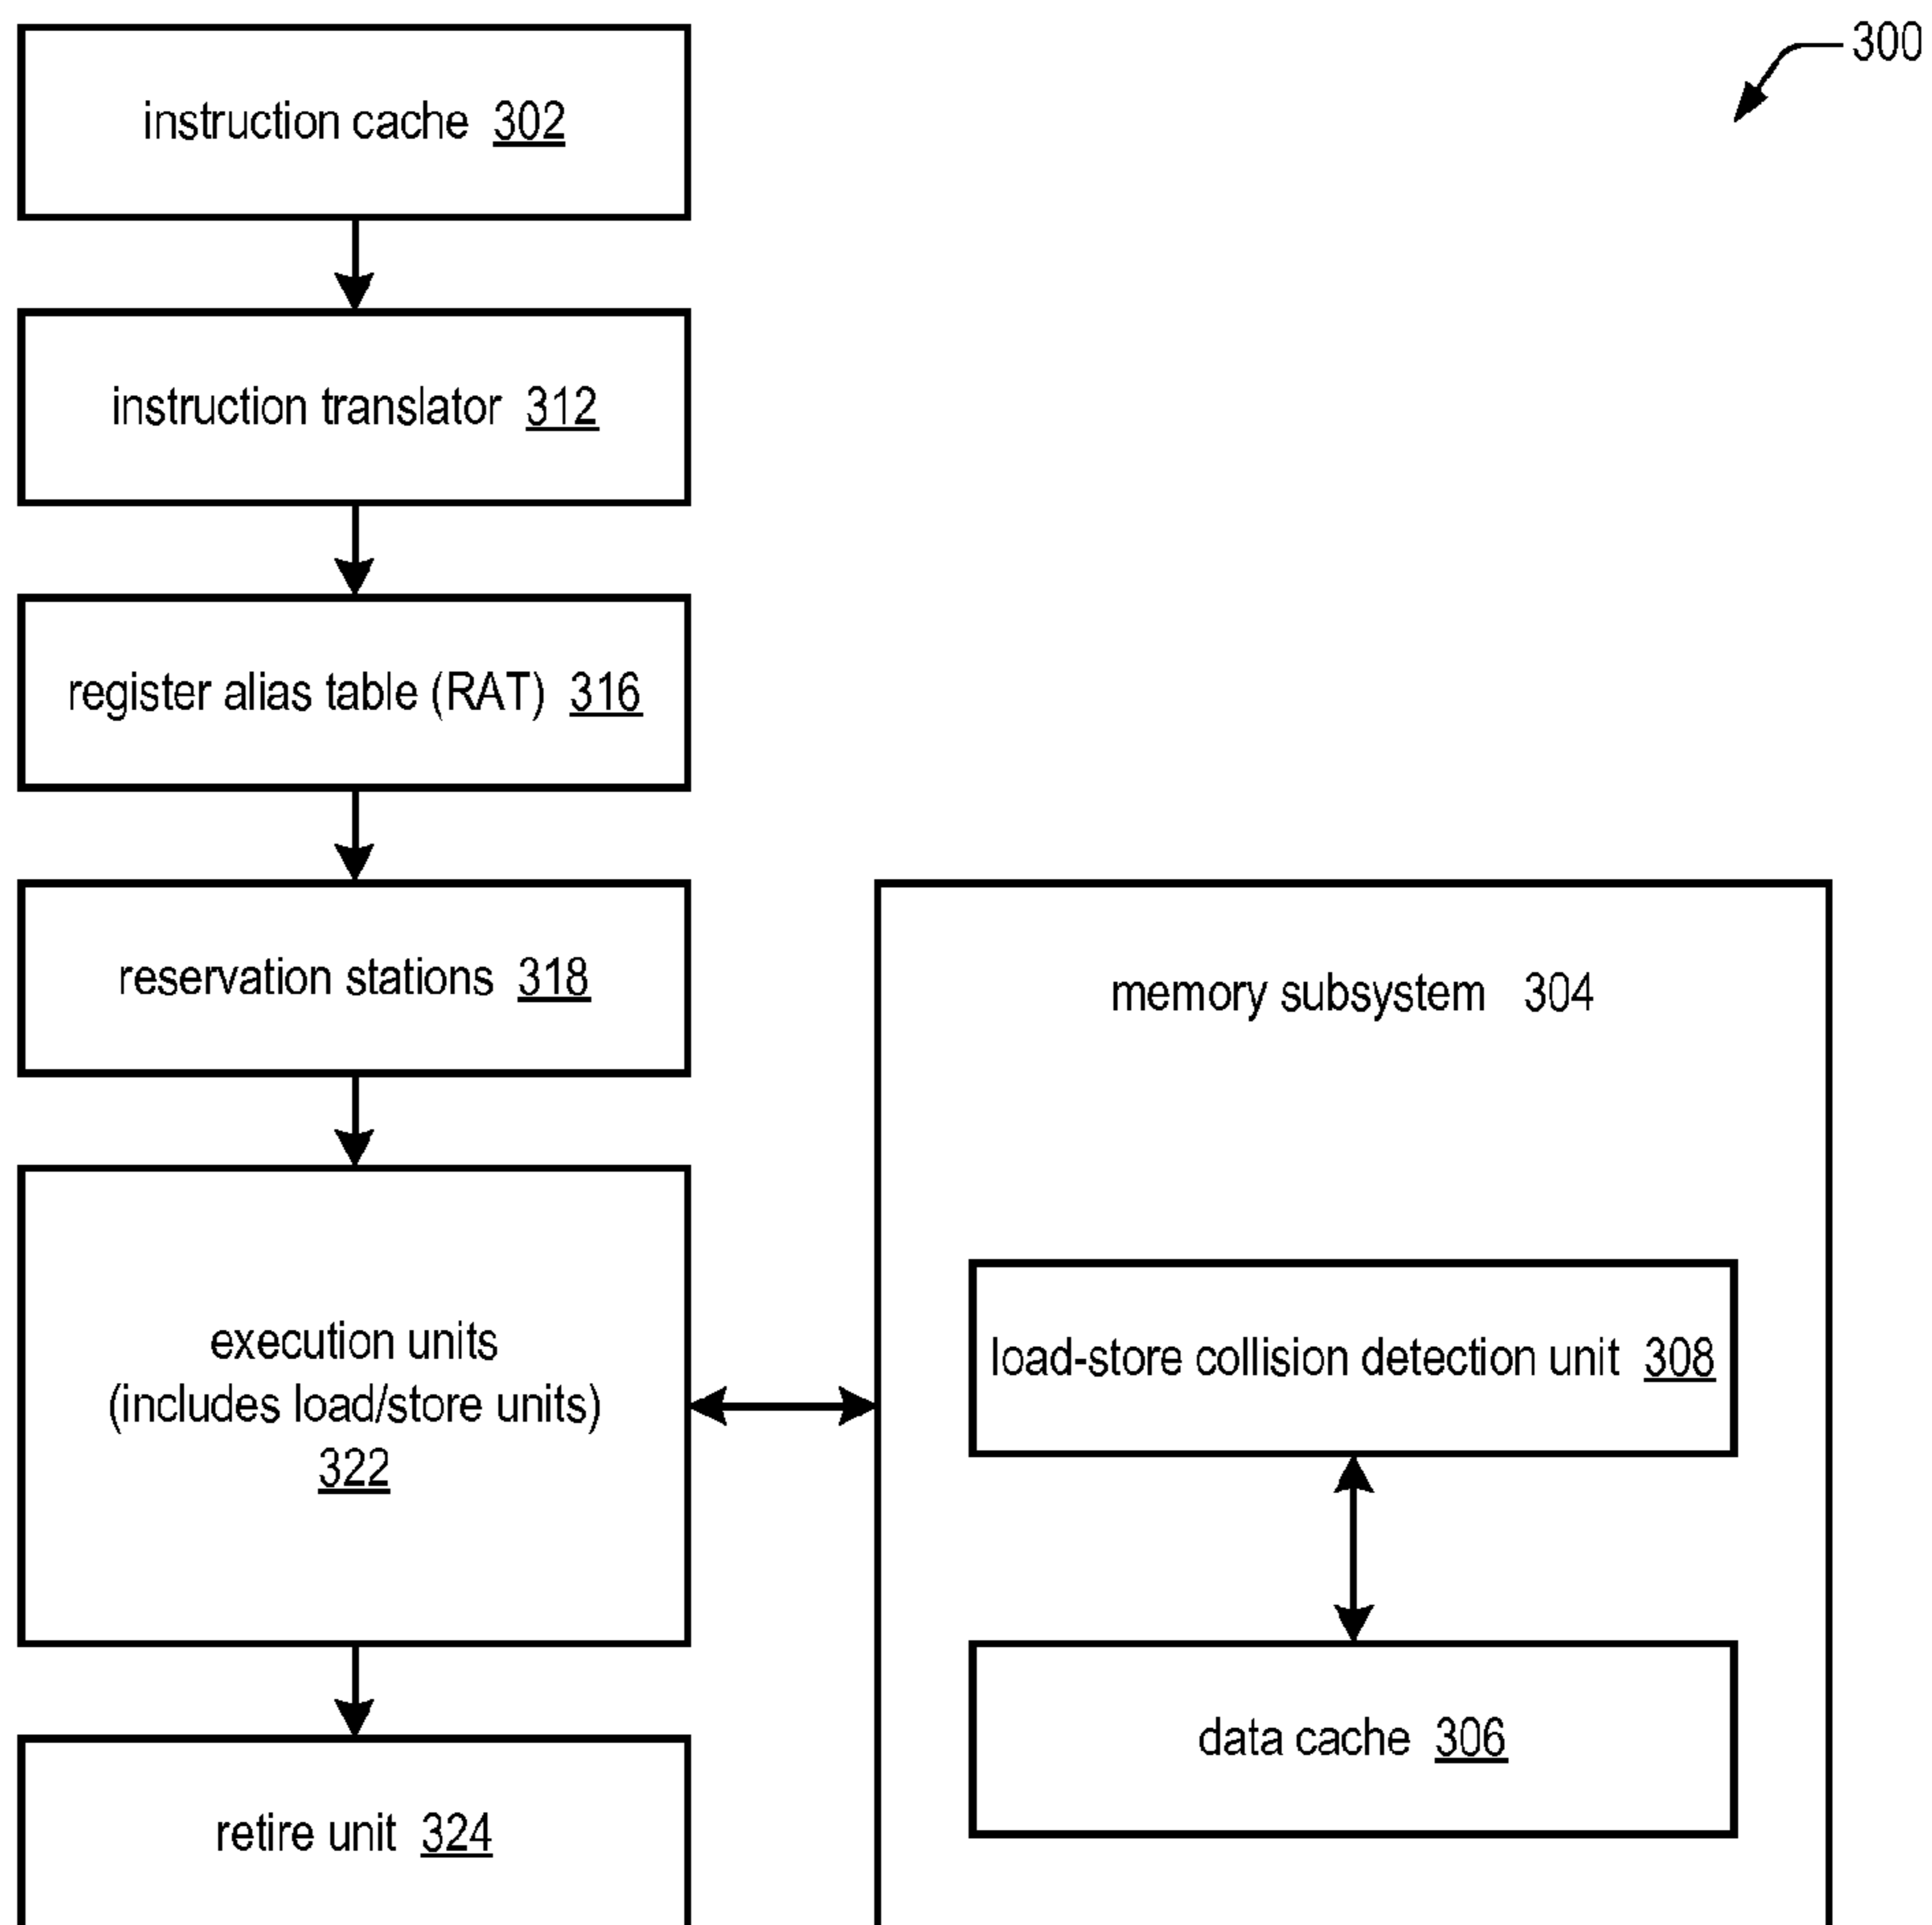 300
instruction cache 302
instruction translator 312
register alias table (RAT) 316
reservation stations 318
execution units
(includes load/store units)
322
retire unit 324
memory subsystem 304
load-store collision detection unit 308
data cache 306